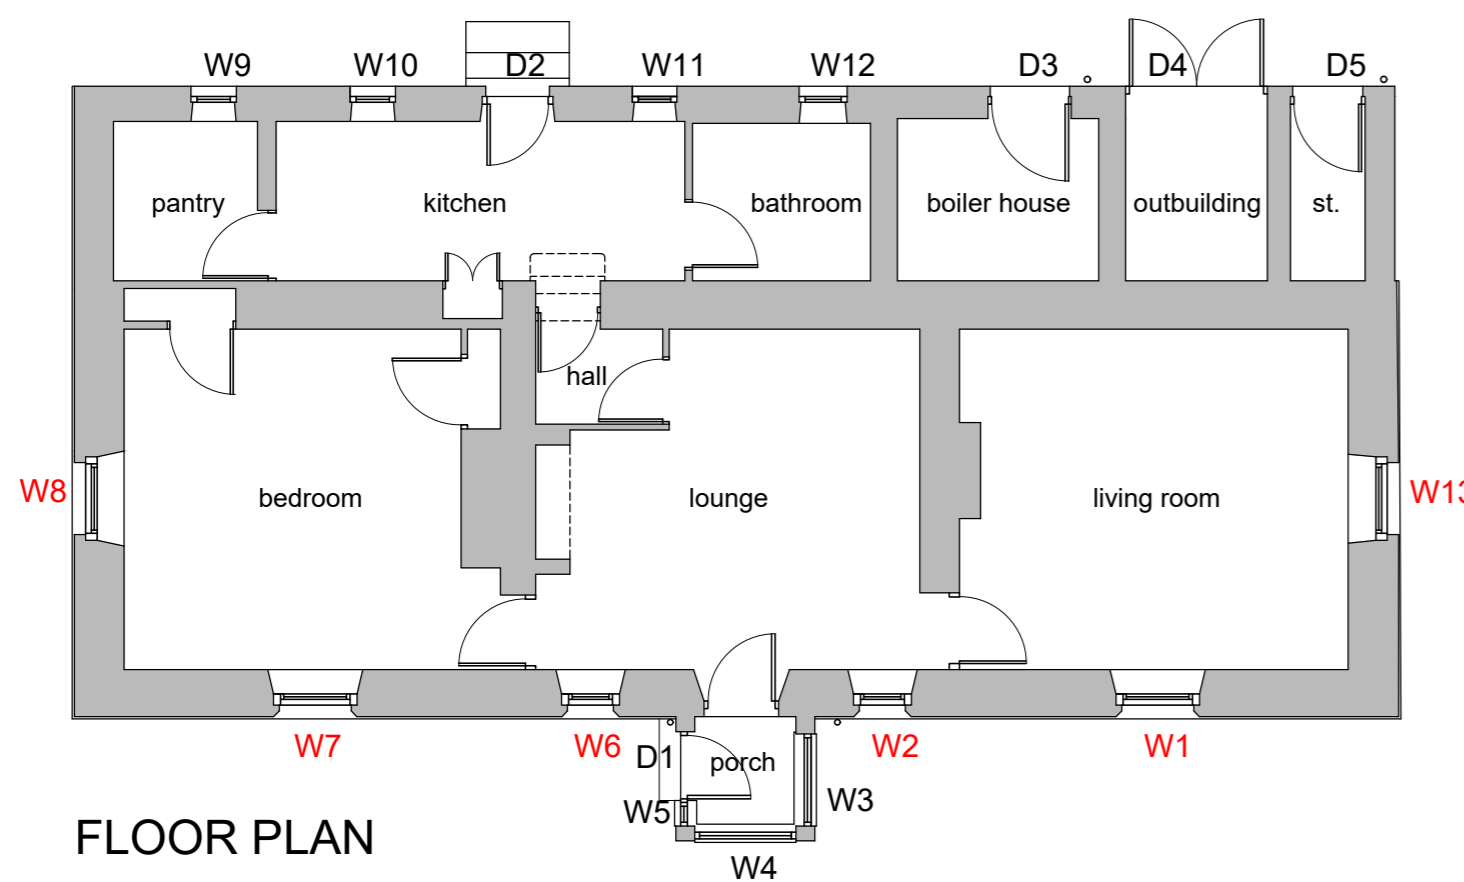 W9 W10 D2 W11 W12 D3 D4 D5
pantry kitchen bathroom boiler house outbuilding st.
hall
W8 bedroom lounge living room W13
W7 W6 W2 W1
D1 porch
W5 W3
FLOOR PLAN
W4